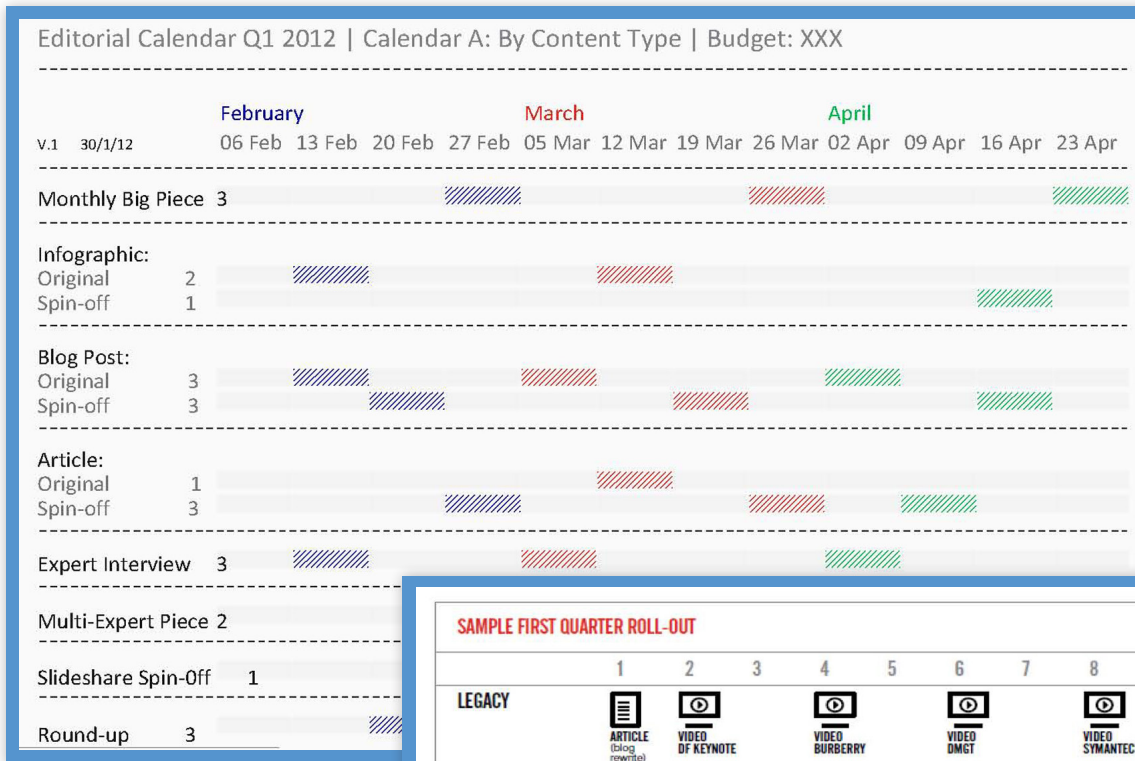 Editorial Calendar Q1 2012 | Calendar A: By Content Type | Budget: XXX
February March April
V.1 30/1/12 06 Feb 13 Feb 20 Feb 27 Feb 05 Mar 12 Mar 19 Mar 26 Mar 02 Apr 09 Apr 16 Apr 23 Apr
Monthly Big Piece 3
Infographic:
Original 2
Spin-off 1
Blog Post:
Original 3
Spin-off 3
Article:
Original 1
Spin-off 3
Expert Interview 3
Multi-Expert Piece 2
Slideshare Spin-Off 1
Round-up 3
SAMPLE FIRST QUARTER ROLL-OUT
1 2 3 4 5 6 7 8
LEGACY
ARTICLE VIDEO VIDEO VIDEO VIDEO
(blog DF KEYNOTE BURBERRY DMGT SYMANTEC
rewrite)